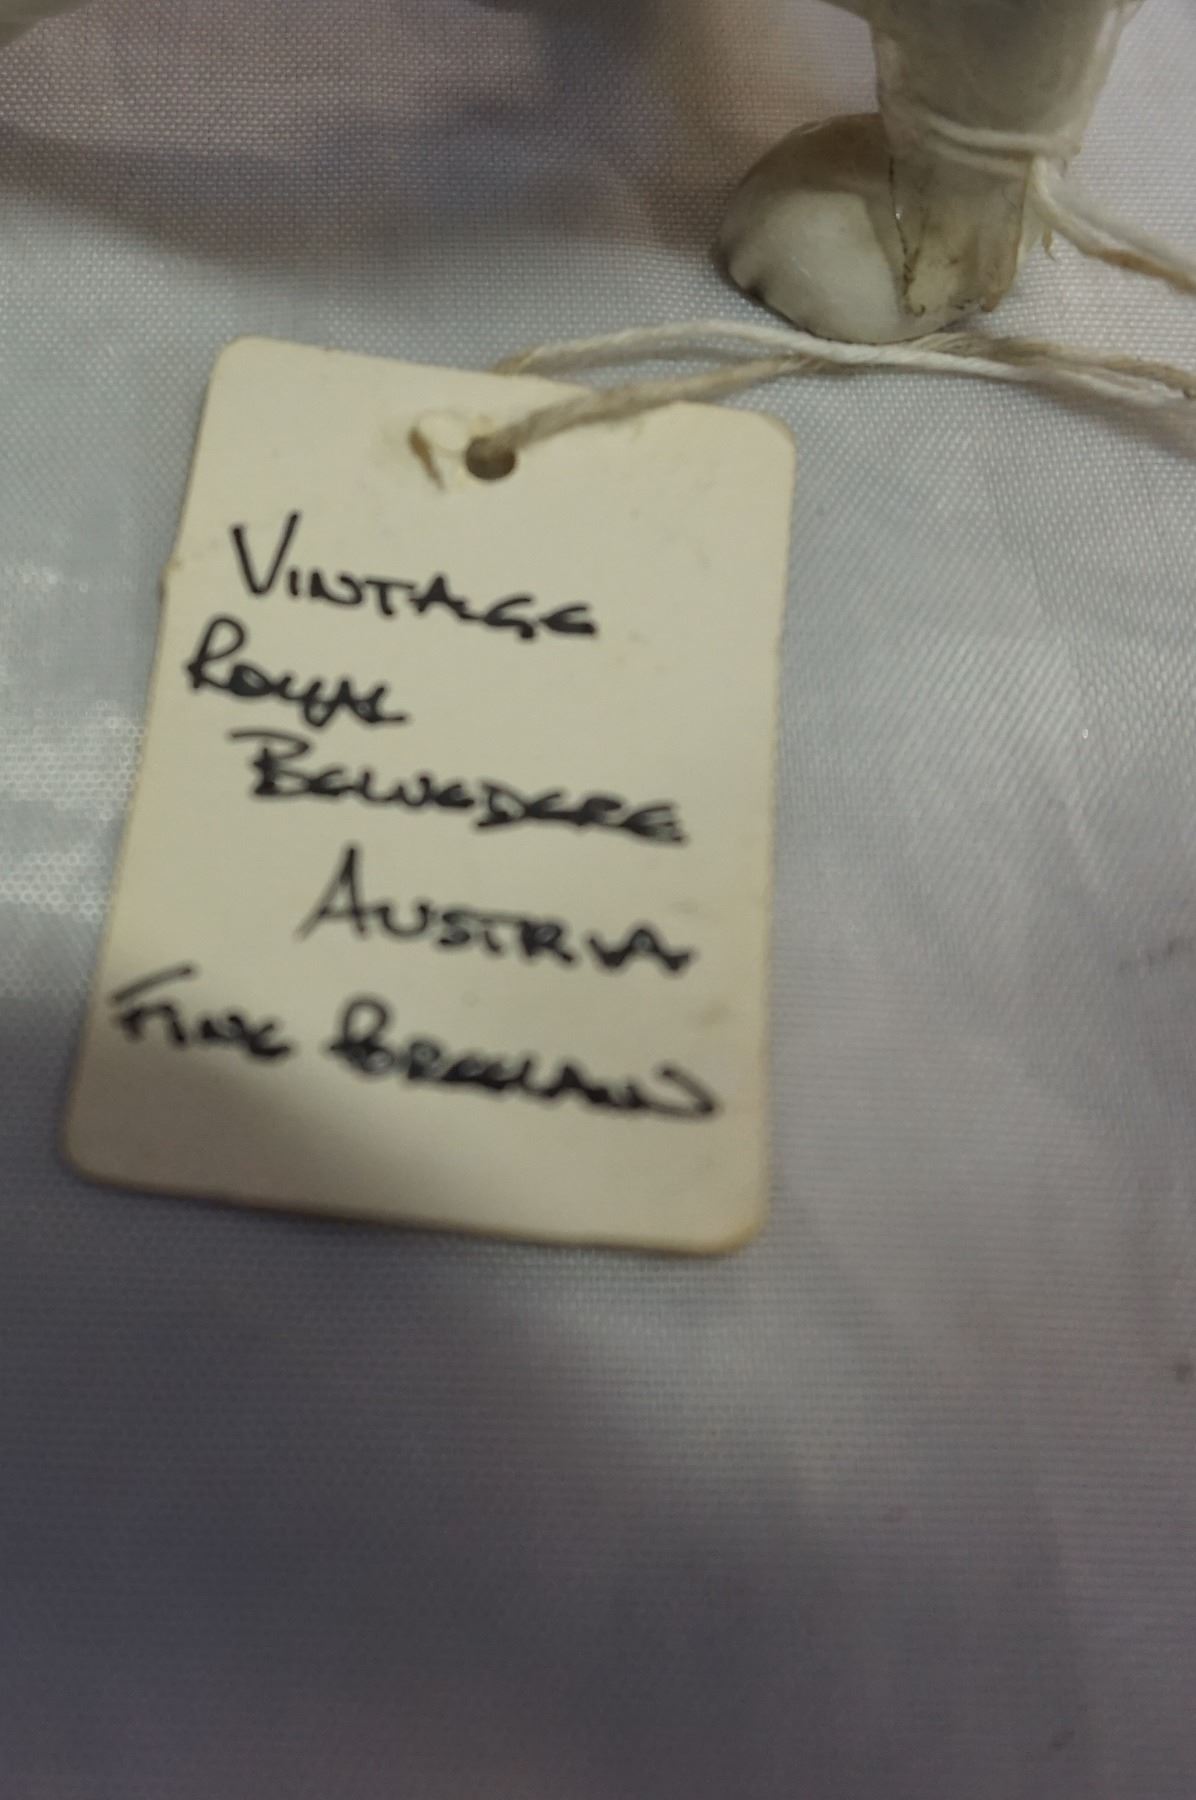 VINTAGE
ROYAL
BELVEDERE
AUSTRIA
FINE PORCELAIN